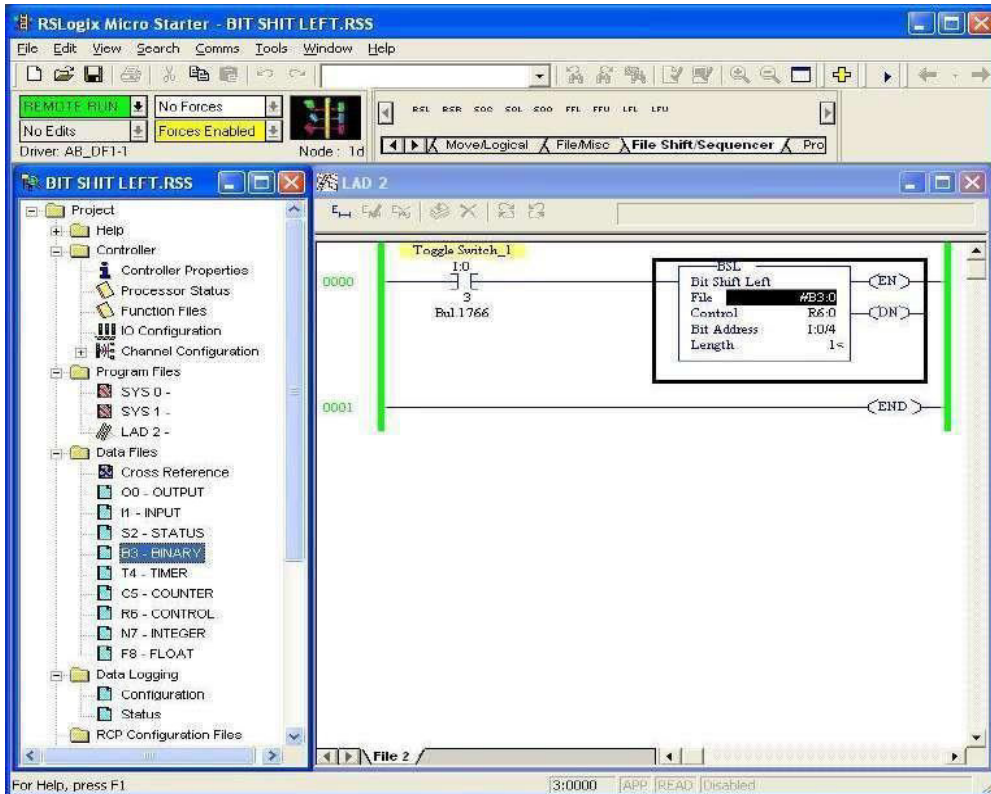 RSLogix Micro Starter - BIT SHIT LEFT.RSS
File Edit View Search Comms Tools Window Help
REMOTE RUN
No Forces
No Edits
Forces Enabled
Driver: AB_DF1-1
Node : 1d
BSL BSR SQC SQL SQO FFL FFU LFL LFU
Move/Logical
File/Misc
File Shift/Sequencer
Pro
BIT SHIT LEFT.RSS
Project
Help
Controller
Controller Properties
Processor Status
Function Files
IO Configuration
Channel Configuration
Program Files
SYS 0 -
SYS 1 -
LAD 2 -
Data Files
Cross Reference
O0 - OUTPUT
I1 - INPUT
S2 - STATUS
B3 - BINARY
T4 - TIMER
C5 - COUNTER
R6 - CONTROL
N7 - INTEGER
F8 - FLOAT
Data Logging
Configuration
Status
RCP Configuration Files
LAD 2
Toggle Switch_1
I:0
0000
3
Bul.1766
BSL
Bit Shift Left
File #B3:0
Control R6:0
Bit Address I:0/4
Length 1<
EN
DN
0001
END
File 2
For Help, press F1
3:0000
APP
READ
Disabled